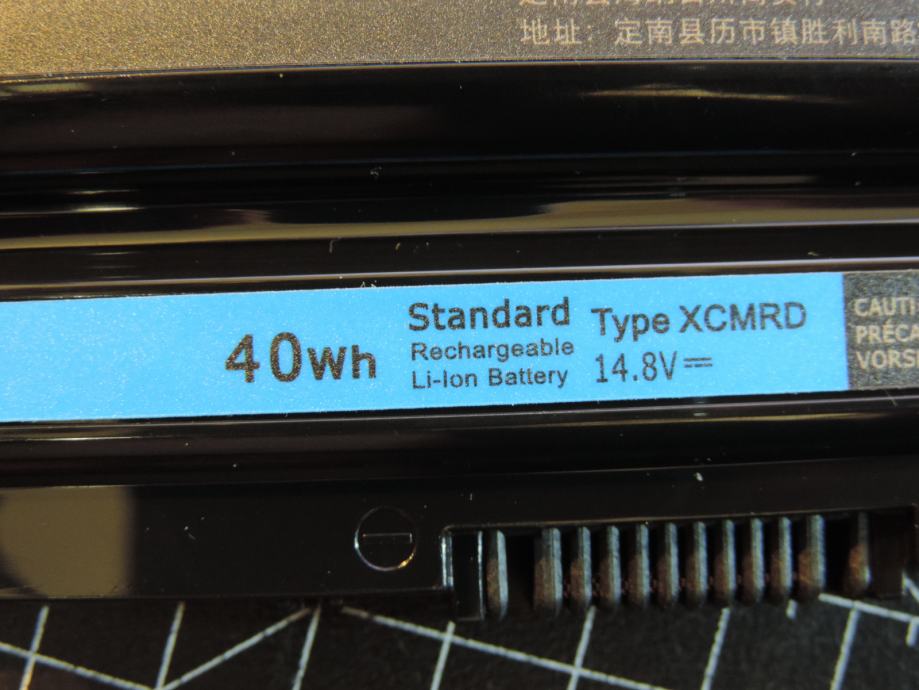 地址：定南县历市镇胜利南路
40Wh
Standard
Rechargeable
Li-Ion Battery
Type XCMRD
14.8V⎓
CAUTI
PRÉCA
VORS